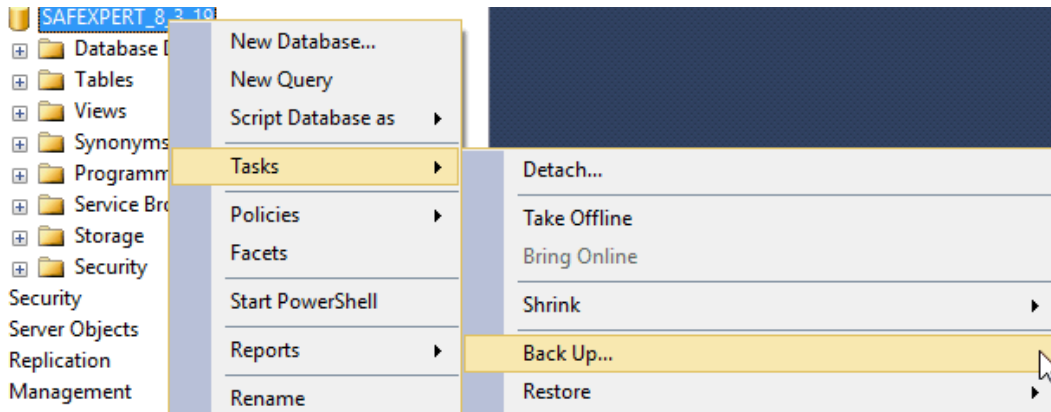 SAFEXPERT_8_3_19
Database
Tables
Views
Synonyms
Programm
Service Bro
Storage
Security
Security
Server Objects
Replication
Management
New Database...
New Query
Script Database as
Tasks
Policies
Facets
Start PowerShell
Reports
Rename
Detach...
Take Offline
Bring Online
Shrink
Back Up...
Restore